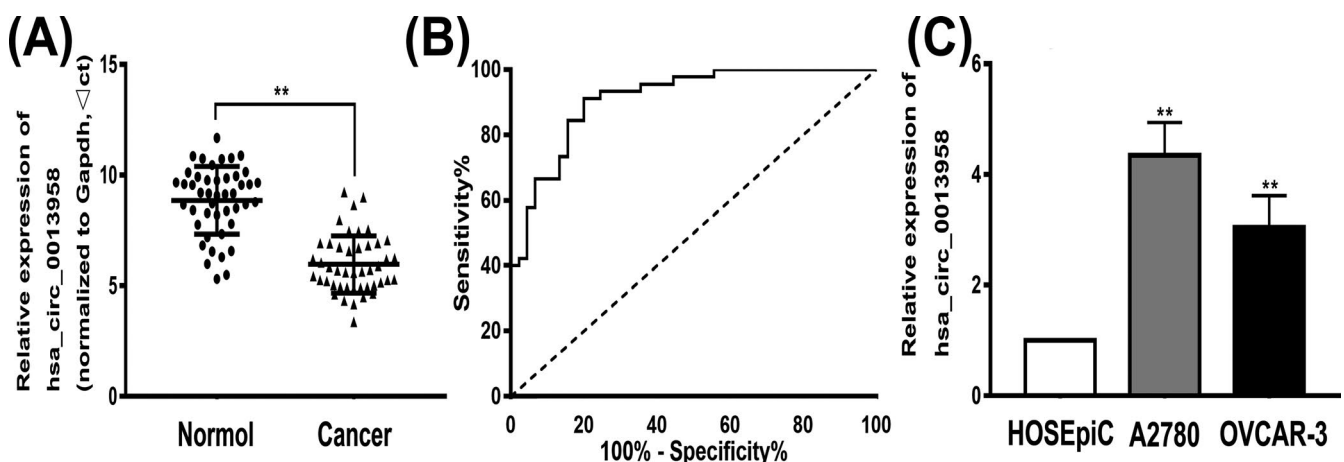 (A)
Relative expression of
hsa_circ_0013958
(normalized to Gapdh, ◁ct)
15
10
5
0
**
Normol
Cancer
(B)
Sensitivity%
100
80
60
40
20
0
0 20 40 60 80 100
100% - Specificity%
(C)
Relative expression of
hsa_circ_0013958
6
4
2
0
**
**
HOSEpiC
A2780
OVCAR-3